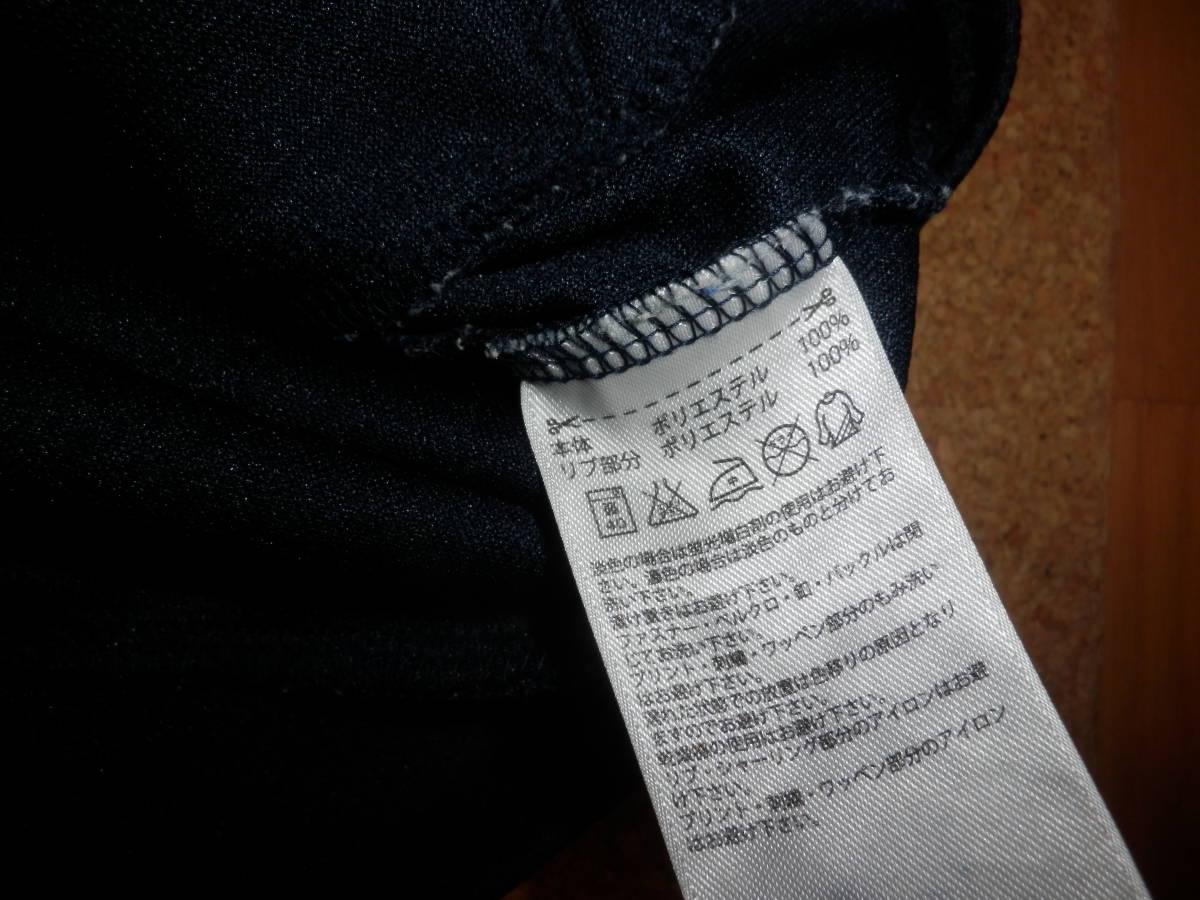 本体 ポリエステル 100%
リブ部分 ポリエステル 100%
淡色の場合は蛍光増白剤の使用はお避け下
さい。濃色の場合は淡色のものと分けてお
洗い下さい。
漬け置きはお避け下さい。
ファスナー・ベルクロ・釦・バックルは閉
じてお洗い下さい。
プリント・刺繍・ワッペン部分のもみ洗い
はお避け下さい。
濡れた状態での放置は色移りの原因となり
ますのでお避け下さい。
乾燥機の使用はお避け下さい。
リブ・シャーリング部分のアイロンはお避
け下さい。
プリント・刺繍・ワッペン部分のアイロン
はお避け下さい。